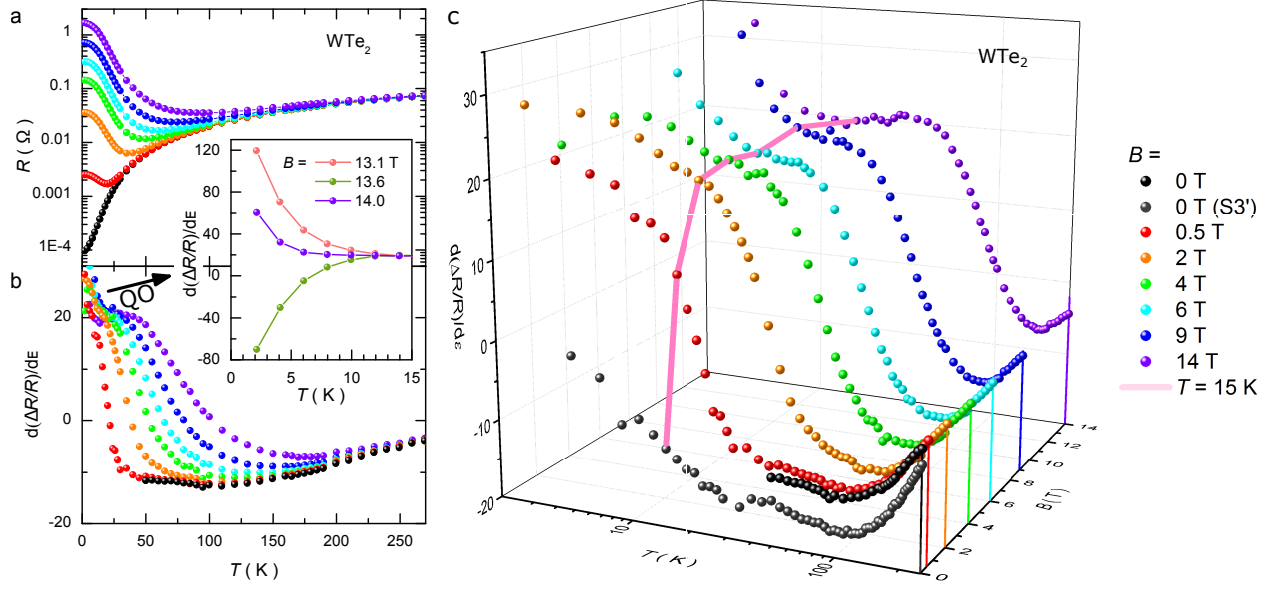 a
WTe2
1
0.1
0.01
0.001
1E-4
R ( Ω )
B =
13.1 T
13.6
14.0
120
80
40
0
-40
-80
d(ΔR/R)/dE
0
5
10
15
T ( K )
b
QO
20
0
-20
d(ΔR/R)/dE
0
50
100
150
200
250
T ( K )
c
WTe2
30
20
10
0
-10
-20
d(ΔR/R)/dε
10
100
T ( K )
0
2
4
6
8
10
12
14
B(T)
B =
0 T
0 T (S3')
0.5 T
2 T
4 T
6 T
9 T
14 T
T = 15 K